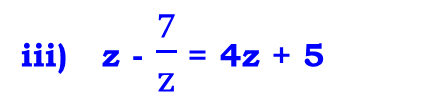 iii) z - 7/z = 4z + 5